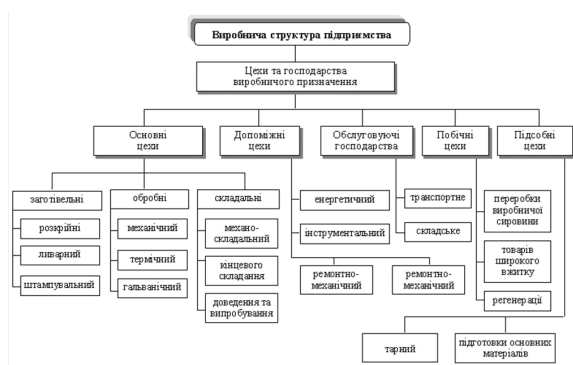 Виробнича структура підприємства
Цехи та господарства
виробничого призначення
Основні
цехи
Допоміжні
цехи
Обслуговуючі
господарства
Побічні
цехи
Підсобні
цехи
заготівельні
розкрійні
ливарний
штампувальний
обробні
механічний
термічний
гальванічний
складальні
механо-
складальний
кінцевого
складання
доведення та
випробування
енергетичний
інструментальний
ремонтно-
механічний
ремонтно-
механічний
транспортне
складське
переробки
виробничої
сировини
товарів
широкого
вжитку
регенерації
тарний
підготовки основних
матеріалів